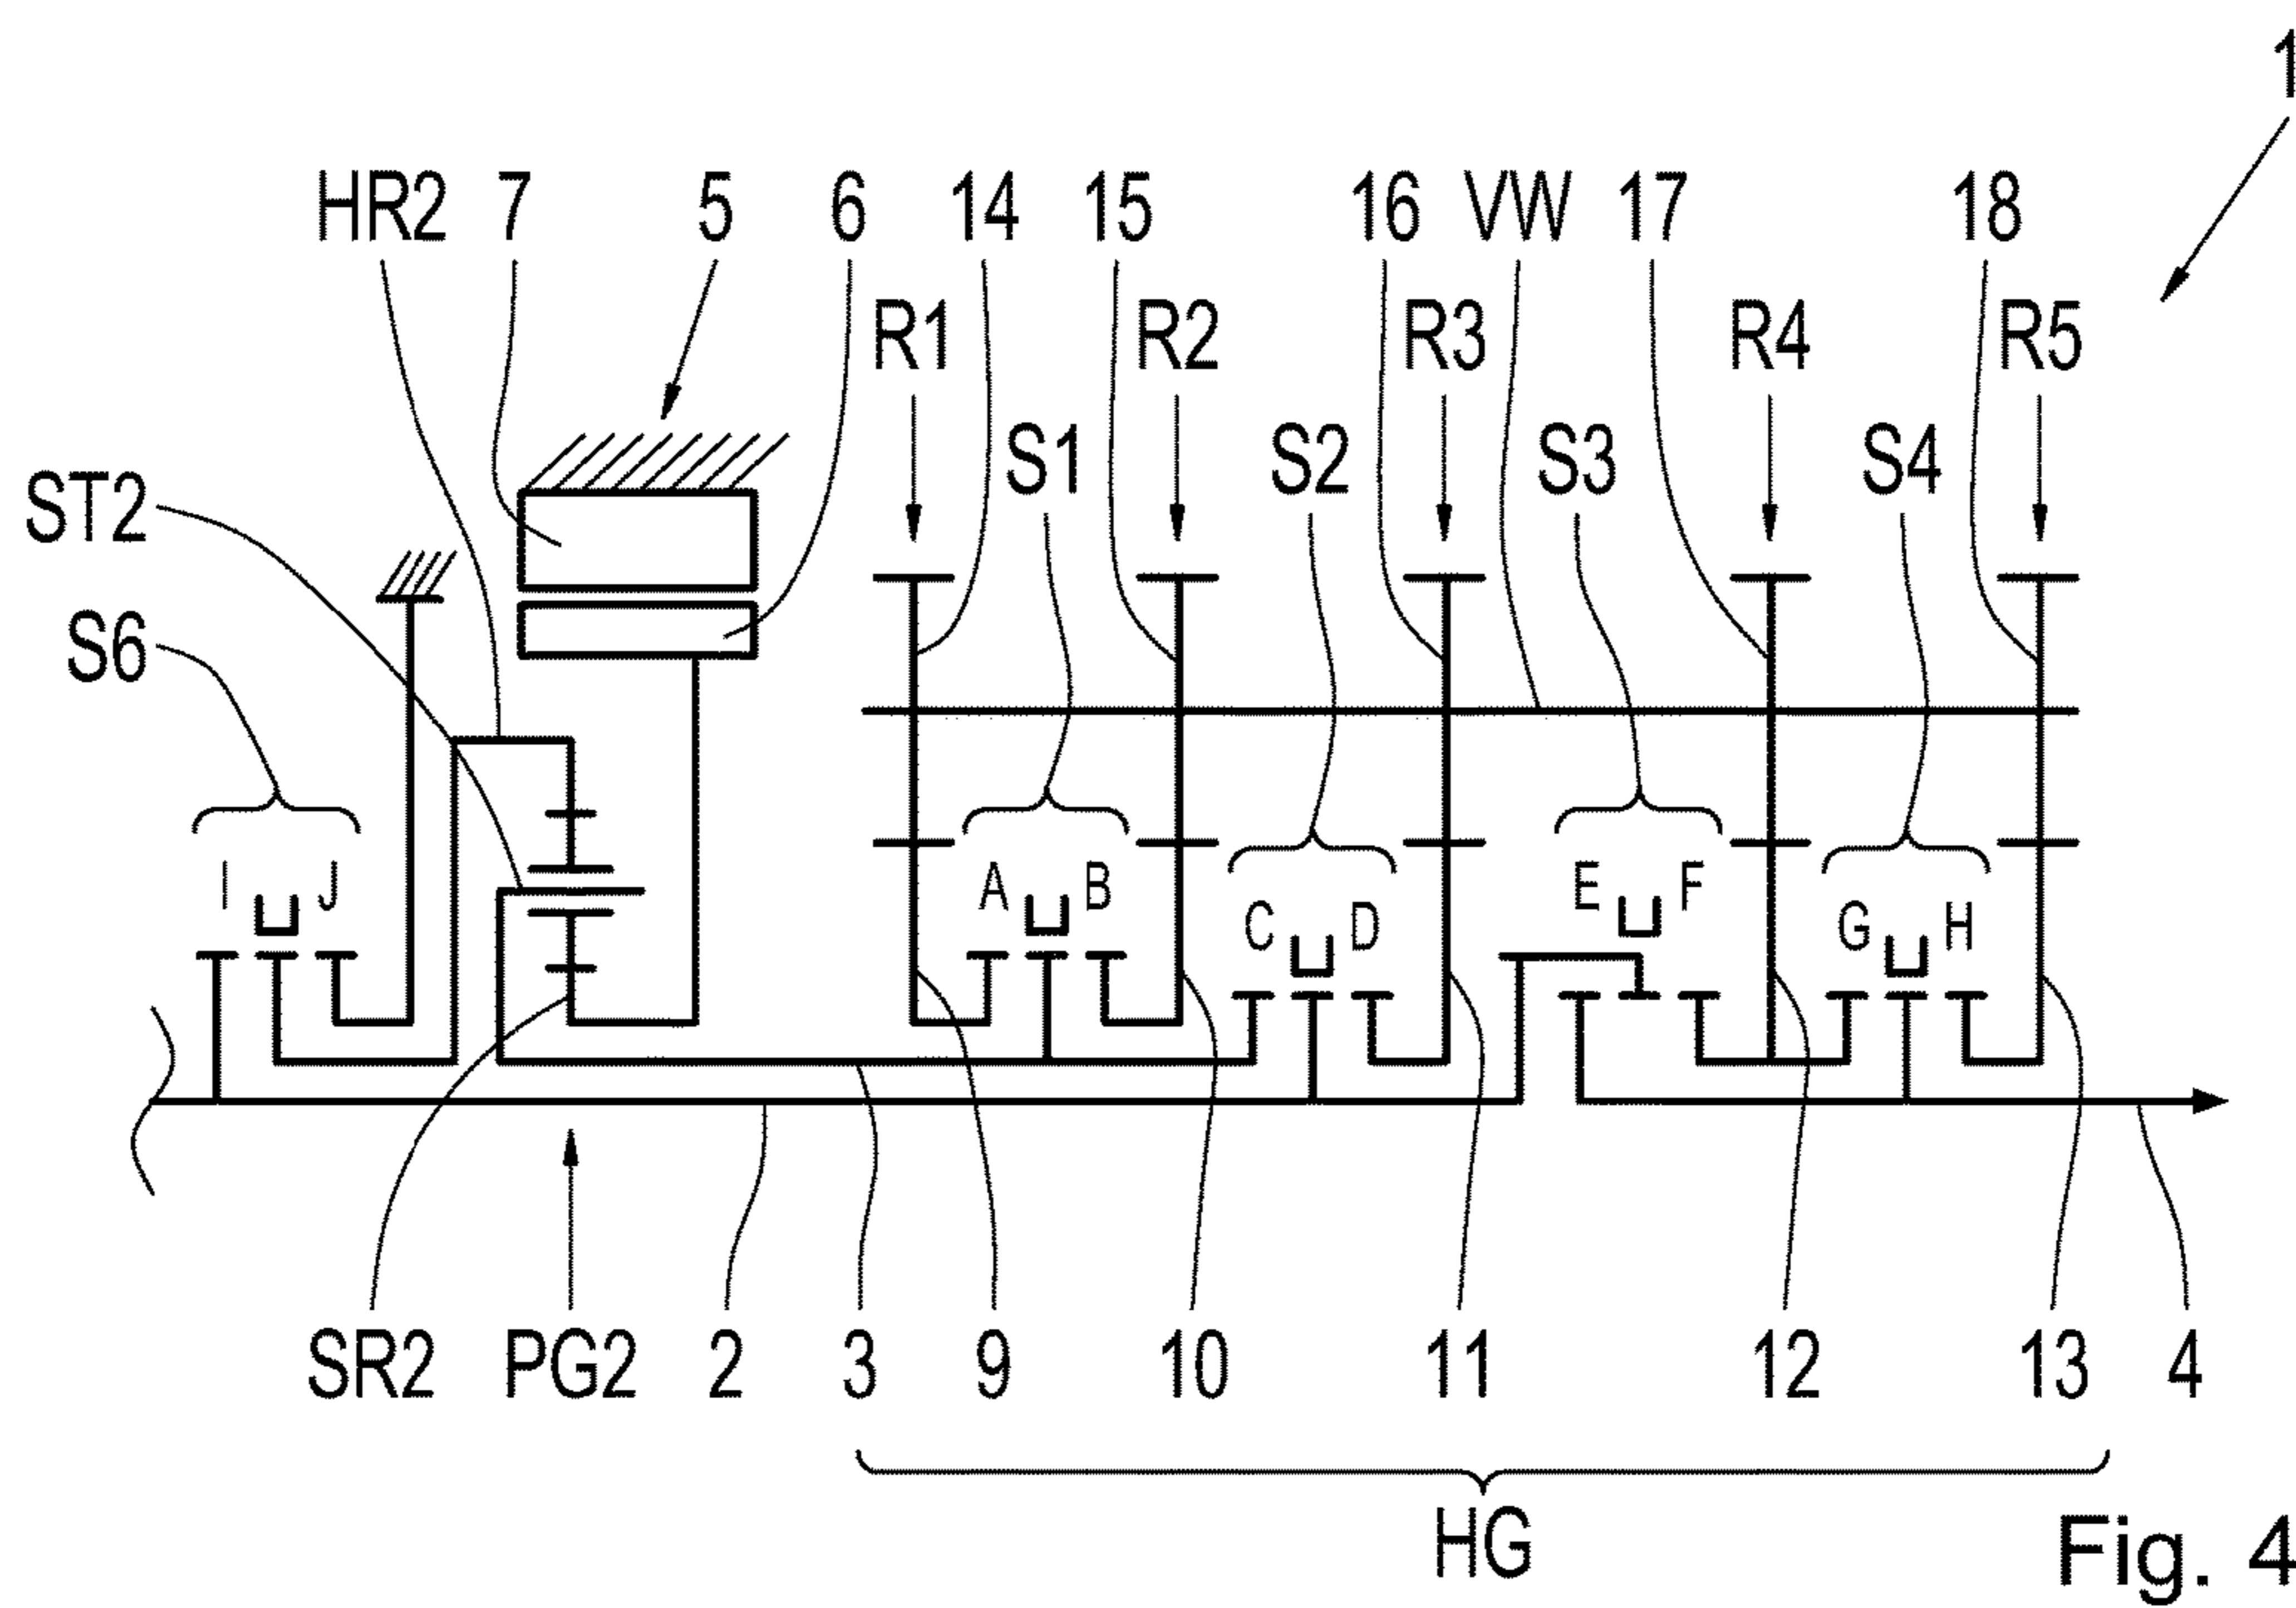 1
HR2 7 5 6 14 15 16 VW 17 18
R1 R2 R3 R4 R5
S1 S2 S3 S4
ST2
S6
I J A B E F
C D G H
SR2 PG2 2 3 9 10 11 12 13 4
HG
Fig. 4